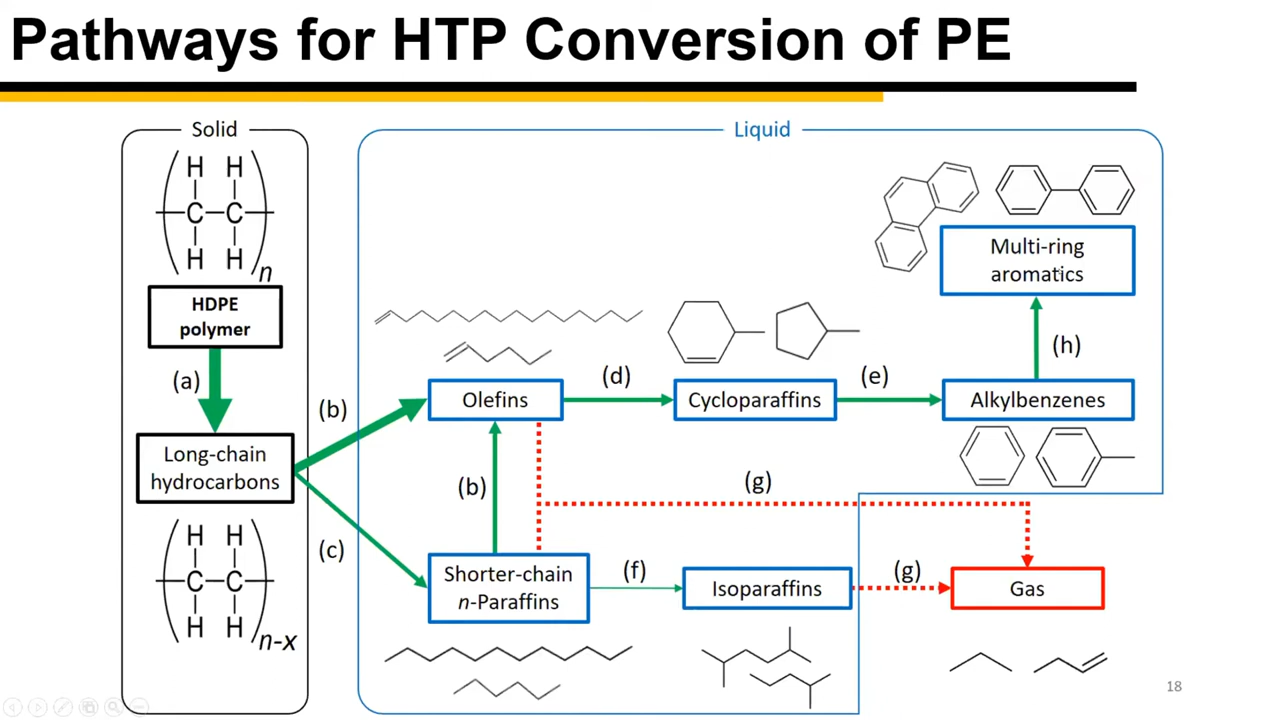 Pathways for HTP Conversion of PE
Solid
Liquid
H H
C C
H H
n
HDPE
polymer
(a)
Long-chain
hydrocarbons
H H
C C
H H
n-x
(b)
(c)
Olefins
(d)
Cycloparaffins
(e)
Alkylbenzenes
(h)
Multi-ring
aromatics
(b)
(g)
Shorter-chain
n-Paraffins
(f)
Isoparaffins
(g)
Gas
18